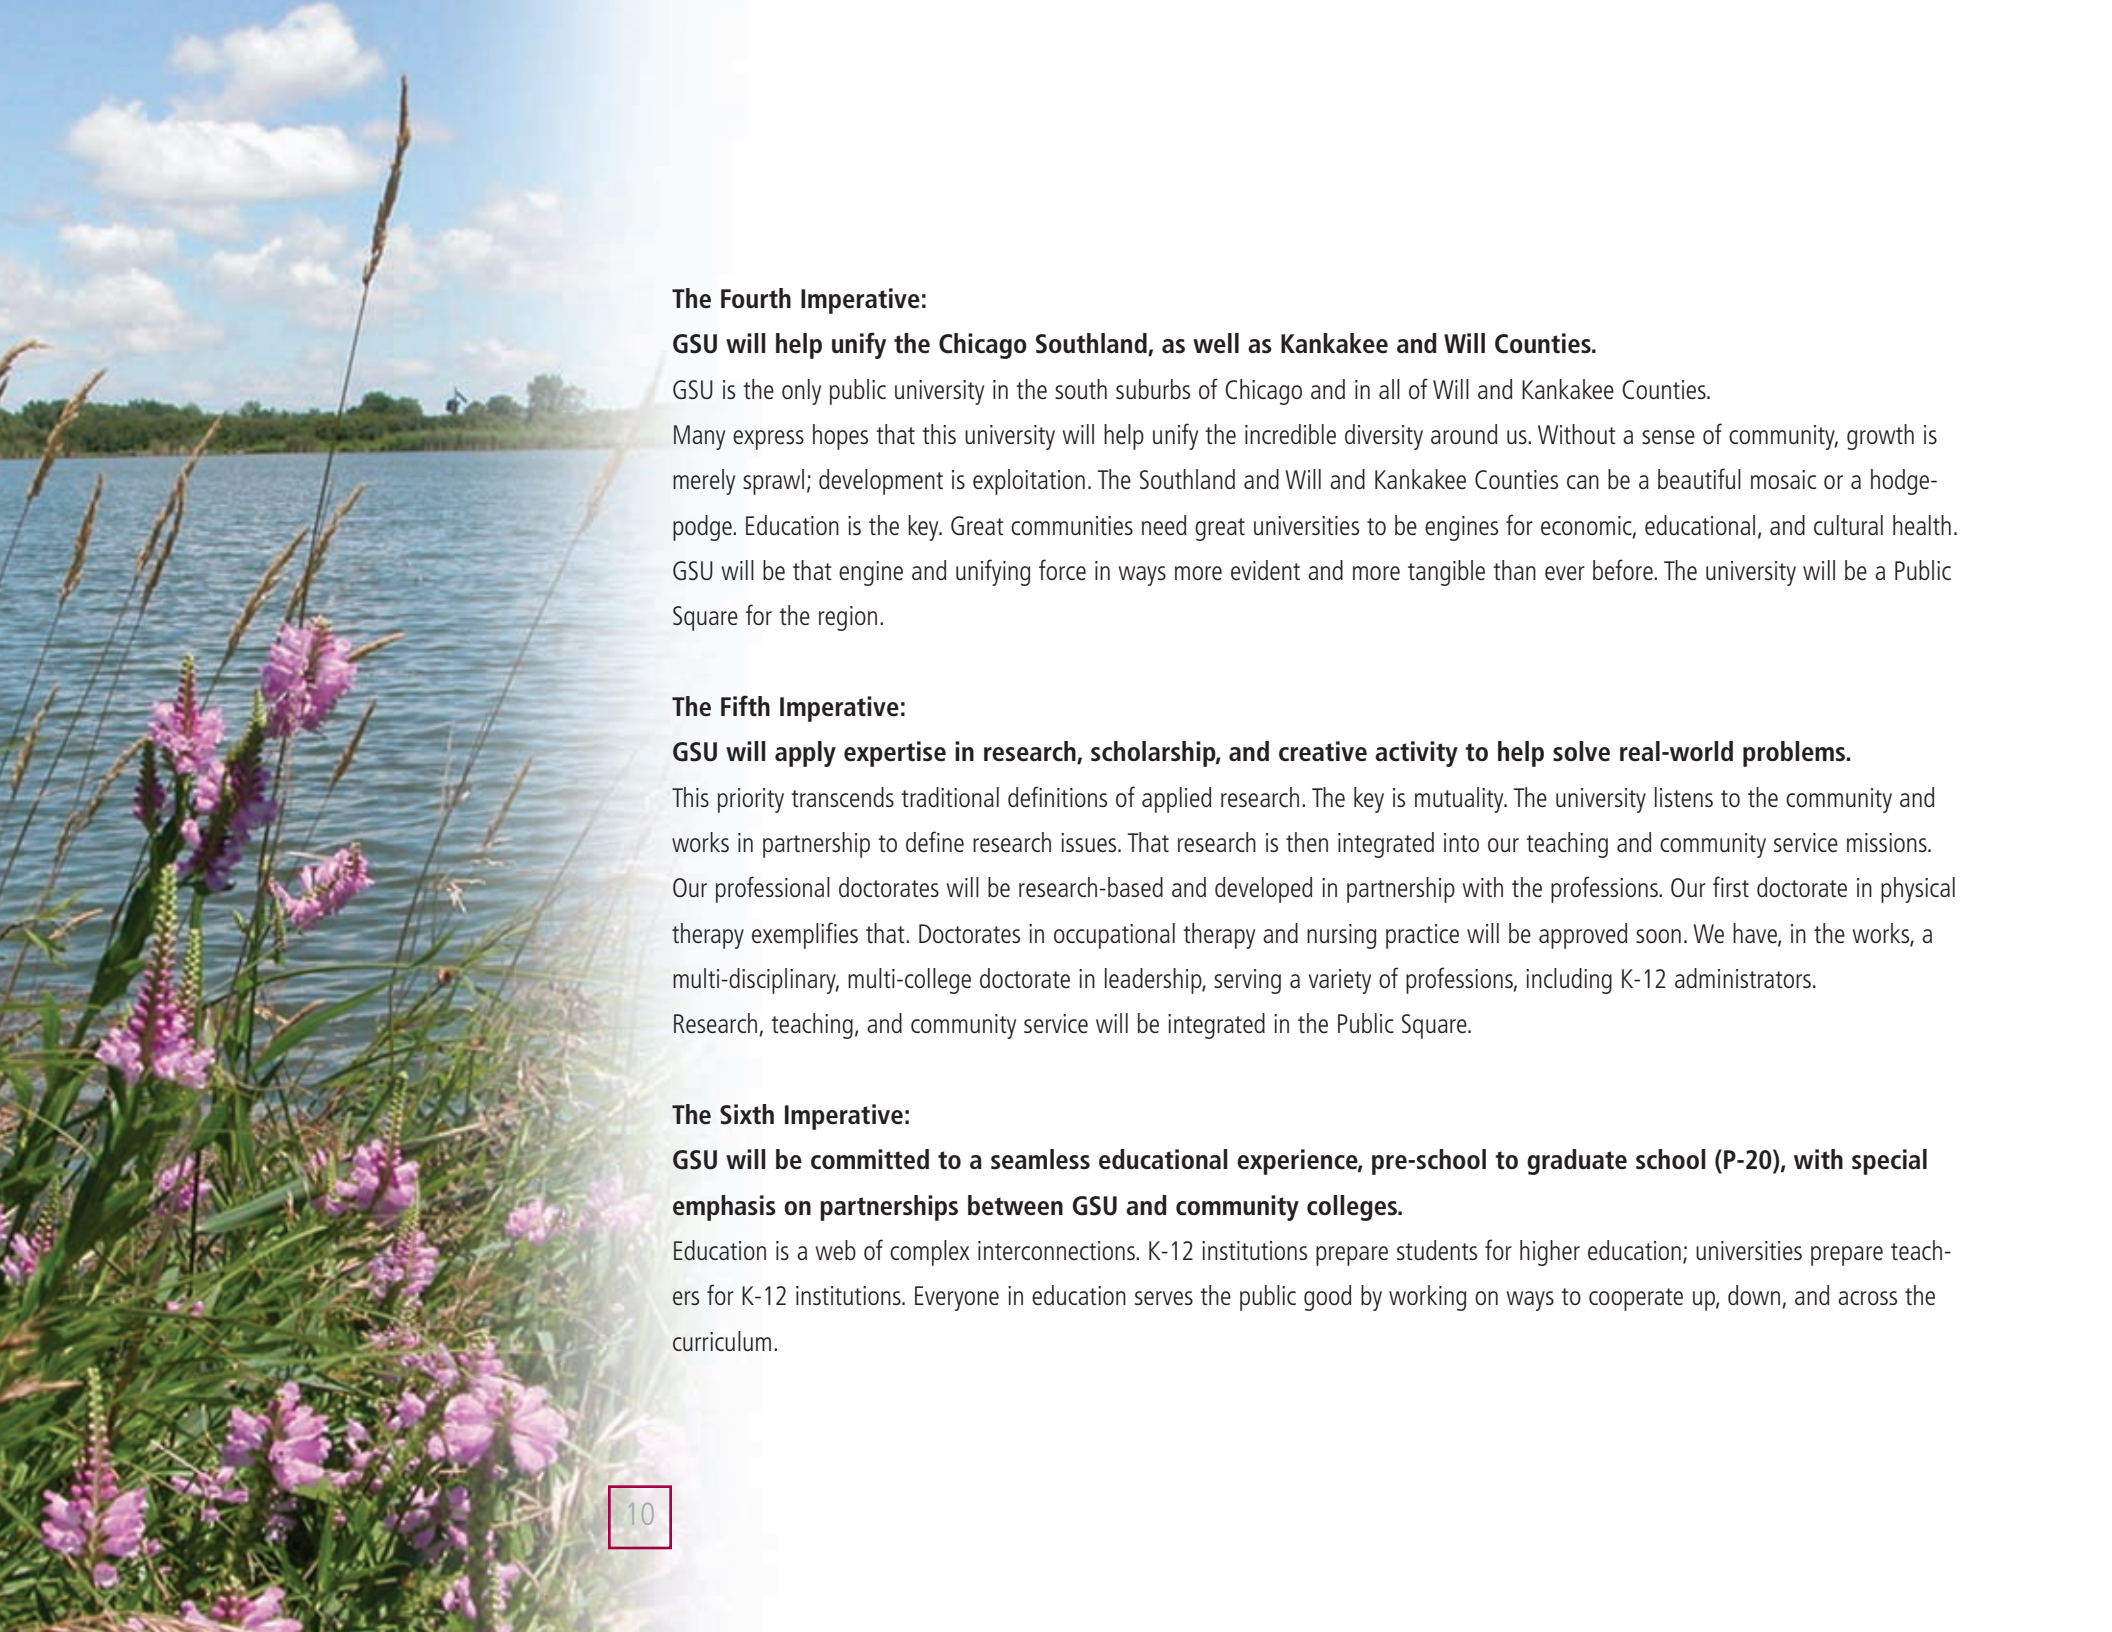 The Fourth Imperative:
GSU will help unify the Chicago Southland, as well as Kankakee and Will Counties.
GSU is the only public university in the south suburbs of Chicago and in all of Will and Kankakee Counties.
Many express hopes that this university will help unify the incredible diversity around us. Without a sense of community, growth is
merely sprawl; development is exploitation. The Southland and Will and Kankakee Counties can be a beautiful mosaic or a hodge-
podge. Education is the key. Great communities need great universities to be engines for economic, educational, and cultural health.
GSU will be that engine and unifying force in ways more evident and more tangible than ever before. The university will be a Public
Square for the region.
The Fifth Imperative:
GSU will apply expertise in research, scholarship, and creative activity to help solve real-world problems.
This priority transcends traditional definitions of applied research. The key is mutuality. The university listens to the community and
works in partnership to define research issues. That research is then integrated into our teaching and community service missions.
Our professional doctorates will be research-based and developed in partnership with the professions. Our first doctorate in physical
therapy exemplifies that. Doctorates in occupational therapy and nursing practice will be approved soon. We have, in the works, a
multi-disciplinary, multi-college doctorate in leadership, serving a variety of professions, including K-12 administrators.
Research, teaching, and community service will be integrated in the Public Square.
The Sixth Imperative:
GSU will be committed to a seamless educational experience, pre-school to graduate school (P-20), with special
emphasis on partnerships between GSU and community colleges.
Education is a web of complex interconnections. K-12 institutions prepare students for higher education; universities prepare teach-
ers for K-12 institutions. Everyone in education serves the public good by working on ways to cooperate up, down, and across the
curriculum.
10